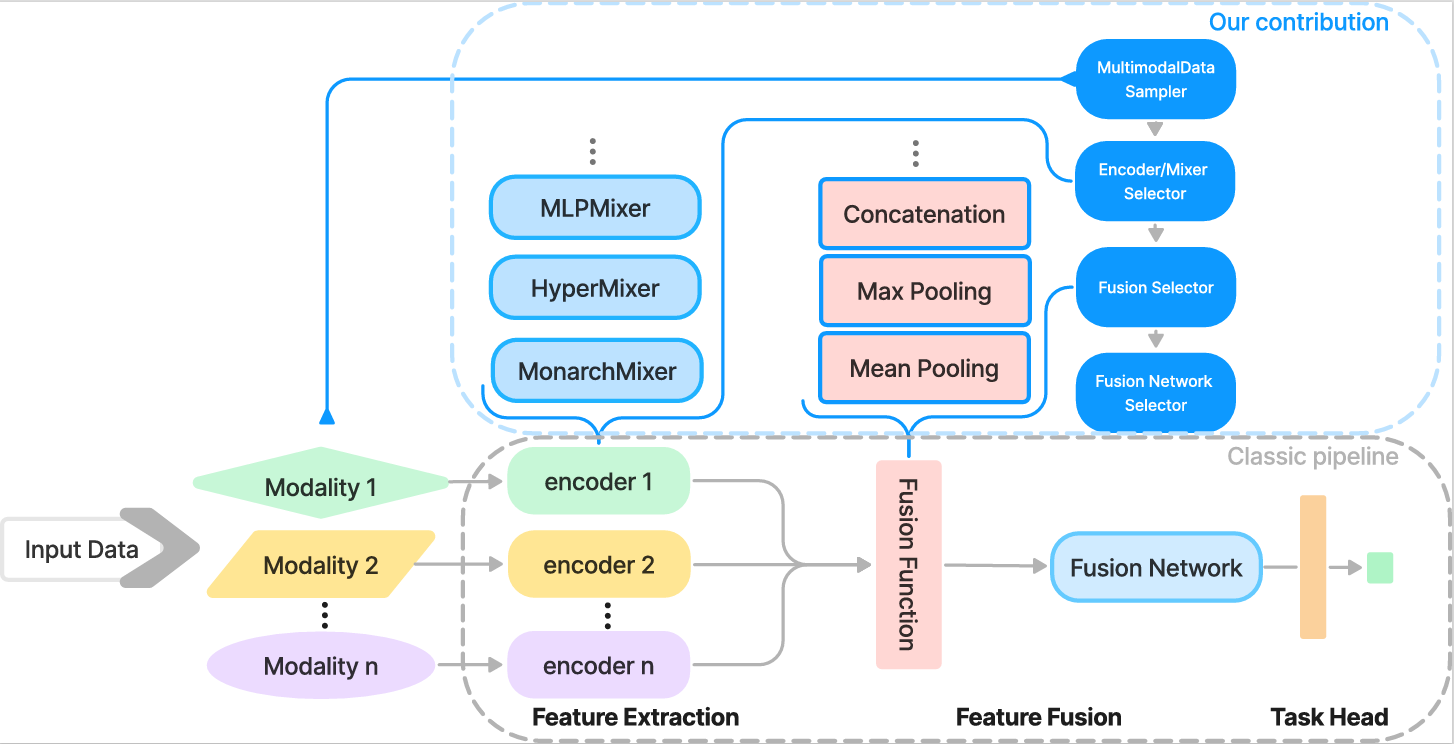 Our contribution
MultimodalData
Sampler
Encoder/Mixer
Selector
Fusion Selector
Fusion Network
Selector
MLPMixer
HyperMixer
MonarchMixer
Concatenation
Max Pooling
Mean Pooling
Classic pipeline
Input Data
Modality 1
Modality 2
Modality n
encoder 1
encoder 2
encoder n
Fusion Function
Fusion Network
Feature Extraction
Feature Fusion
Task Head